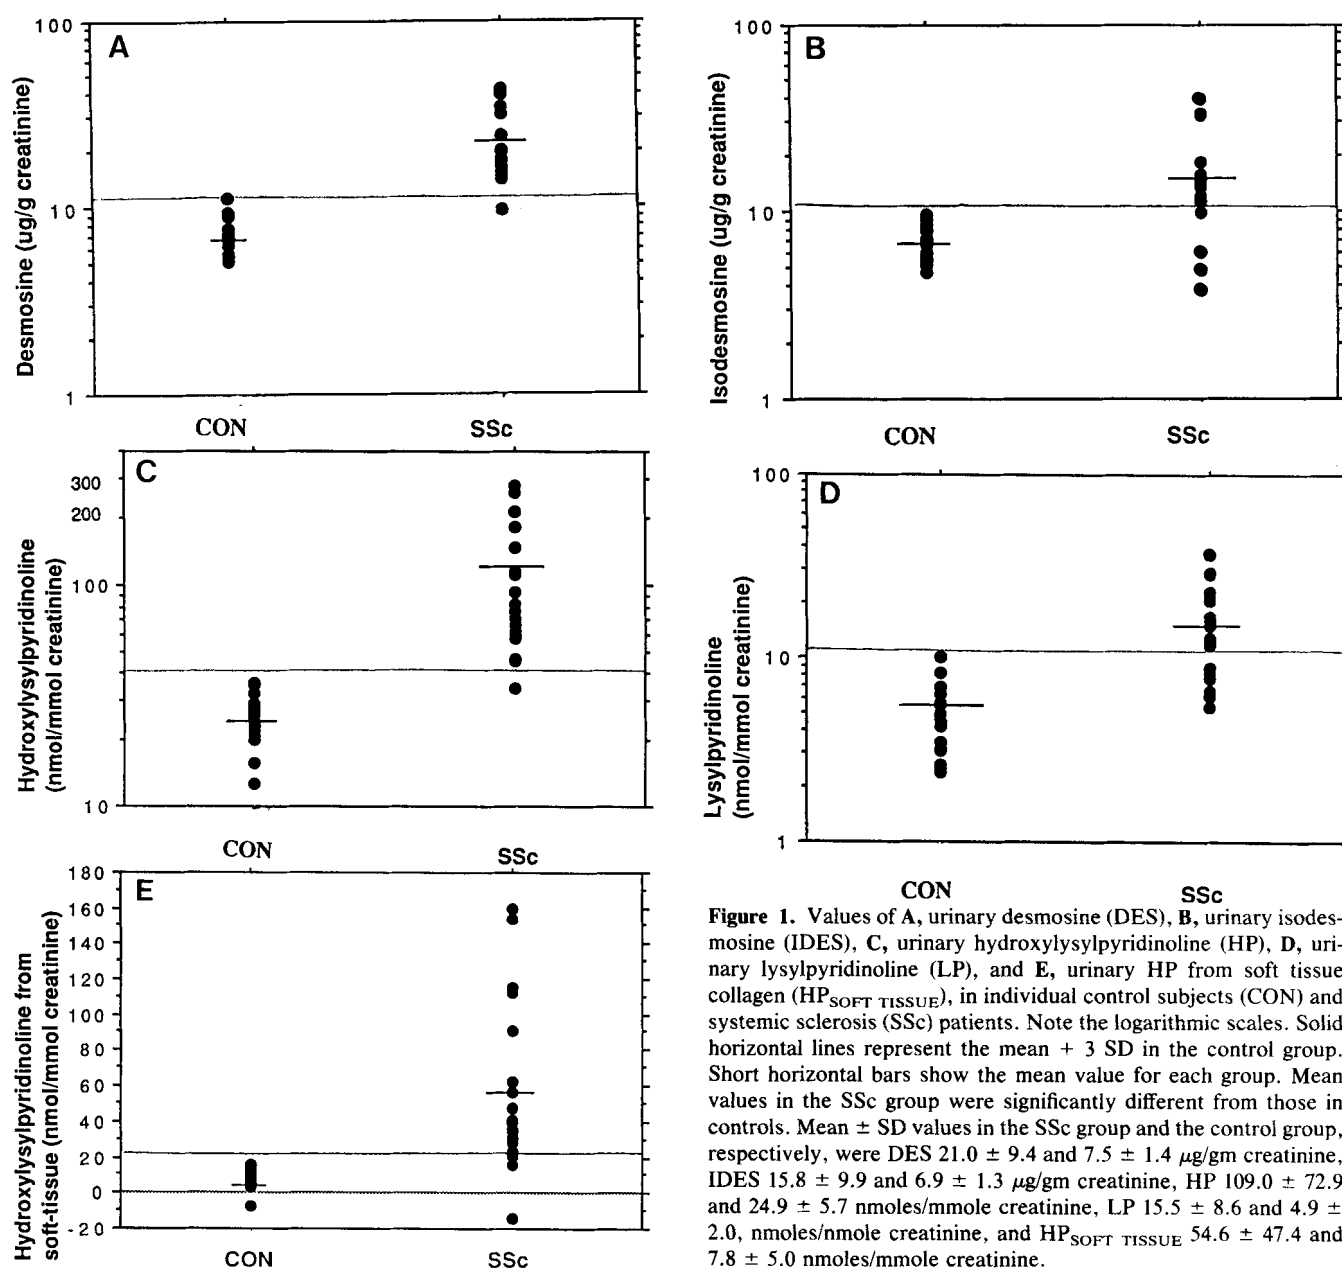 A
Desmosine (ug/g creatinine)
100
10
1
CON
SSc
B
Isodesmosine (ug/g creatinine)
100
10
1
CON
SSc
C
Hydroxylysylpyridinoline
(nmol/mmol creatinine)
300
200
100
10
CON
SSc
D
Lysylpyridinoline
(nmol/mmol creatinine)
100
10
1
CON
SSc
E
Hydroxylysylpyridinoline from
soft-tissue (nmol/mmol creatinine)
180
160
140
120
100
80
60
40
20
0
-20
CON
SSc
Figure 1. Values of A, urinary desmosine (DES), B, urinary isodes-
mosine (IDES), C, urinary hydroxylysylpyridinoline (HP), D, uri-
nary lysylpyridinoline (LP), and E, urinary HP from soft tissue
collagen (HPSOFT TISSUE), in individual control subjects (CON) and
systemic sclerosis (SSc) patients. Note the logarithmic scales. Solid
horizontal lines represent the mean + 3 SD in the control group.
Short horizontal bars show the mean value for each group. Mean
values in the SSc group were significantly different from those in
controls. Mean ± SD values in the SSc group and the control group,
respectively, were DES 21.0 ± 9.4 and 7.5 ± 1.4 μg/gm creatinine,
IDES 15.8 ± 9.9 and 6.9 ± 1.3 μg/gm creatinine, HP 109.0 ± 72.9
and 24.9 ± 5.7 nmoles/mmole creatinine, LP 15.5 ± 8.6 and 4.9 ±
2.0, nmoles/nmole creatinine, and HPSOFT TISSUE 54.6 ± 47.4 and
7.8 ± 5.0 nmoles/mmole creatinine.